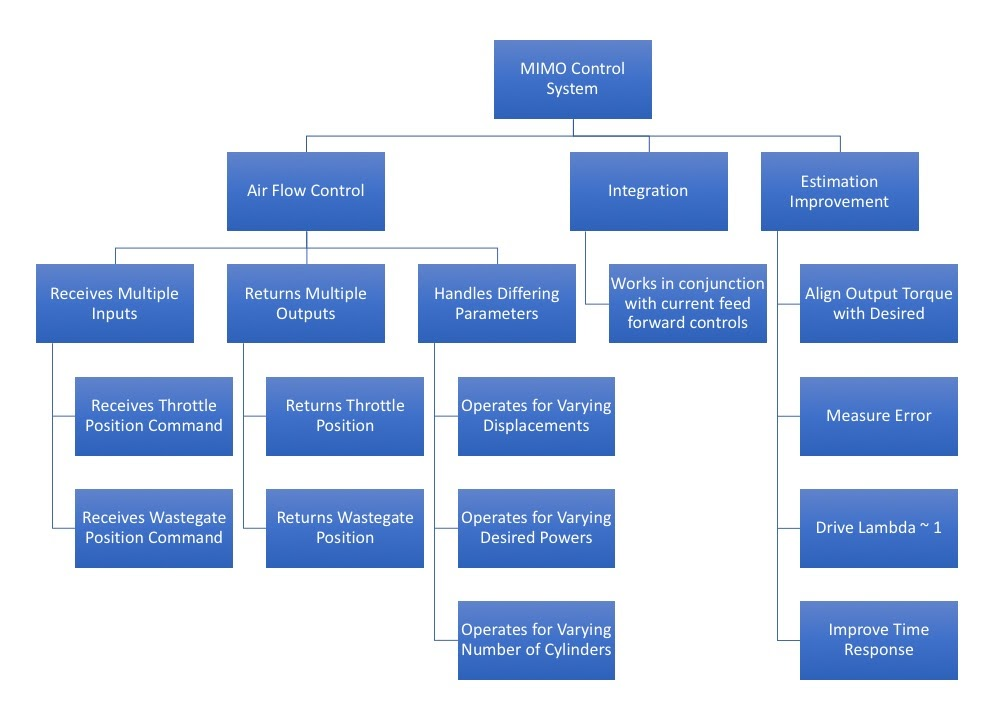 MIMO Control
System
Air Flow Control
Integration
Estimation
Improvement
Receives Multiple
Inputs
Returns Multiple
Outputs
Handles Differing
Parameters
Works in conjunction
with current feed
forward controls
Align Output Torque
with Desired
Receives Throttle
Position Command
Returns Throttle
Position
Operates for Varying
Displacements
Measure Error
Receives Wastegate
Position Command
Returns Wastegate
Position
Operates for Varying
Desired Powers
Drive Lambda ~ 1
Operates for Varying
Number of Cylinders
Improve Time
Response